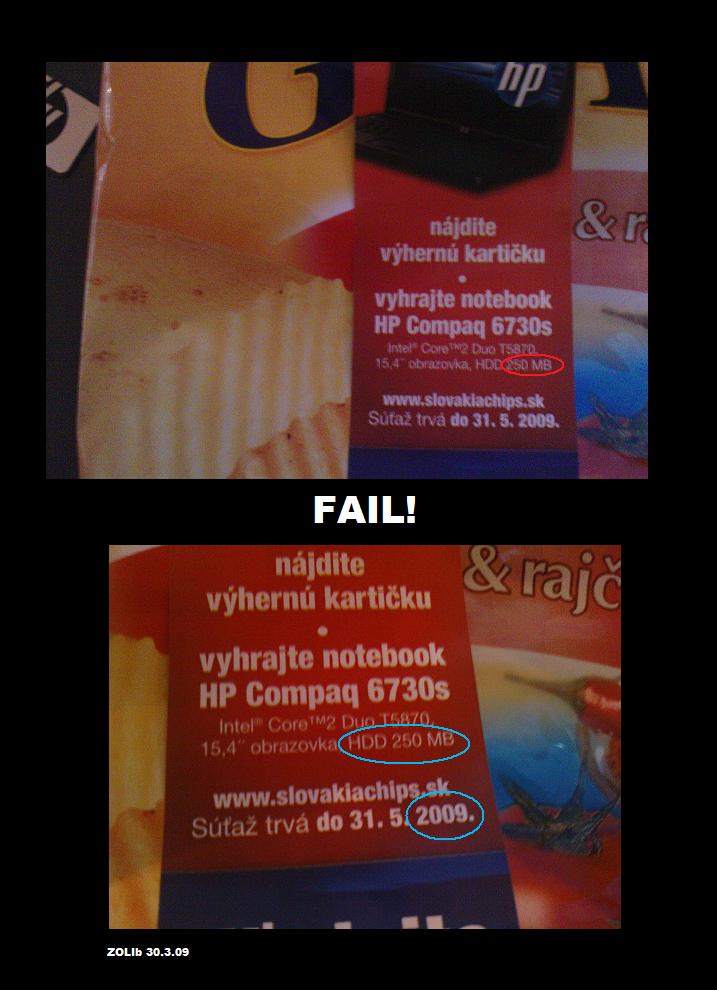 hp
nájdite
výhernú kartičku
•
vyhrajte notebook
HP Compaq 6730s
Intel® Core™2 Duo T5870,
15,4˝ obrazovka, HDD 250 MB
www.slovakiachips.sk
Súťaž trvá do 31. 5. 2009.
FAIL!
nájdite
výhernú kartičku
•
vyhrajte notebook
HP Compaq 6730s
Intel® Core™2 Duo T5870,
15,4˝ obrazovka HDD 250 MB
www.slovakiachips.sk
Súťaž trvá do 31. 5. 2009.
& rajč
ZOLIb 30.3.09